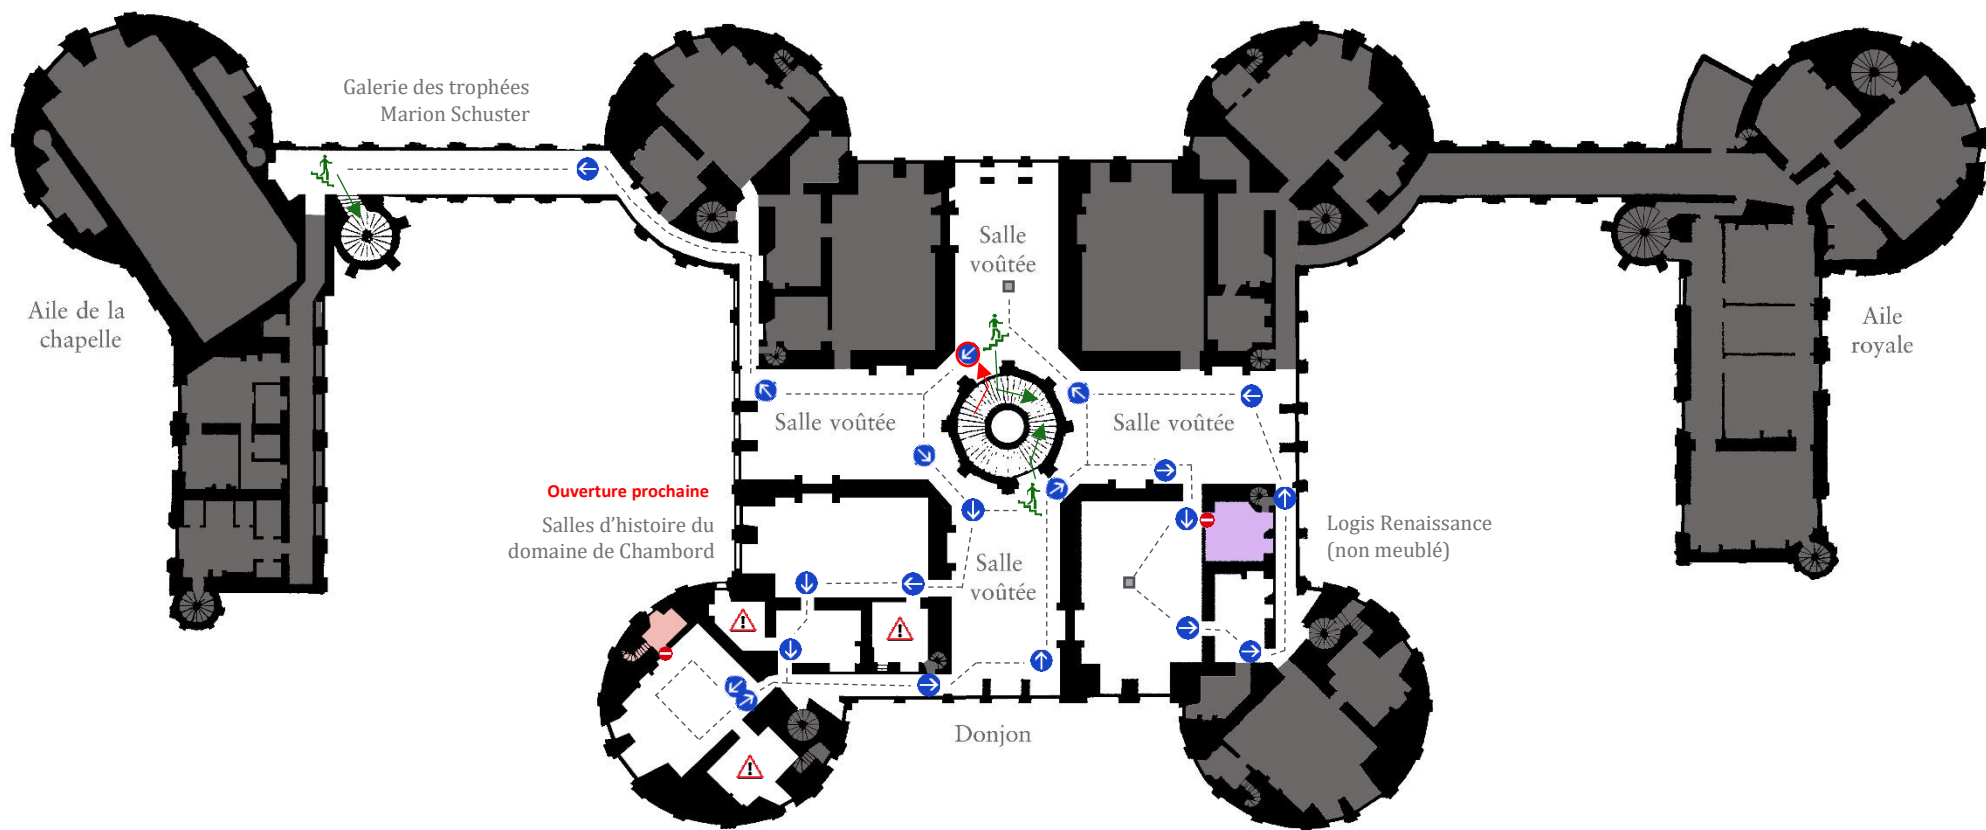 Galerie des trophées
Marion Schuster
Salle
voûtée
Aile de la
chapelle
Aile
royale
Salle voûtée
Salle voûtée
Ouverture prochaine
Salles d’histoire du
domaine de Chambord
Logis Renaissance
(non meublé)
Salle
voûtée
Donjon